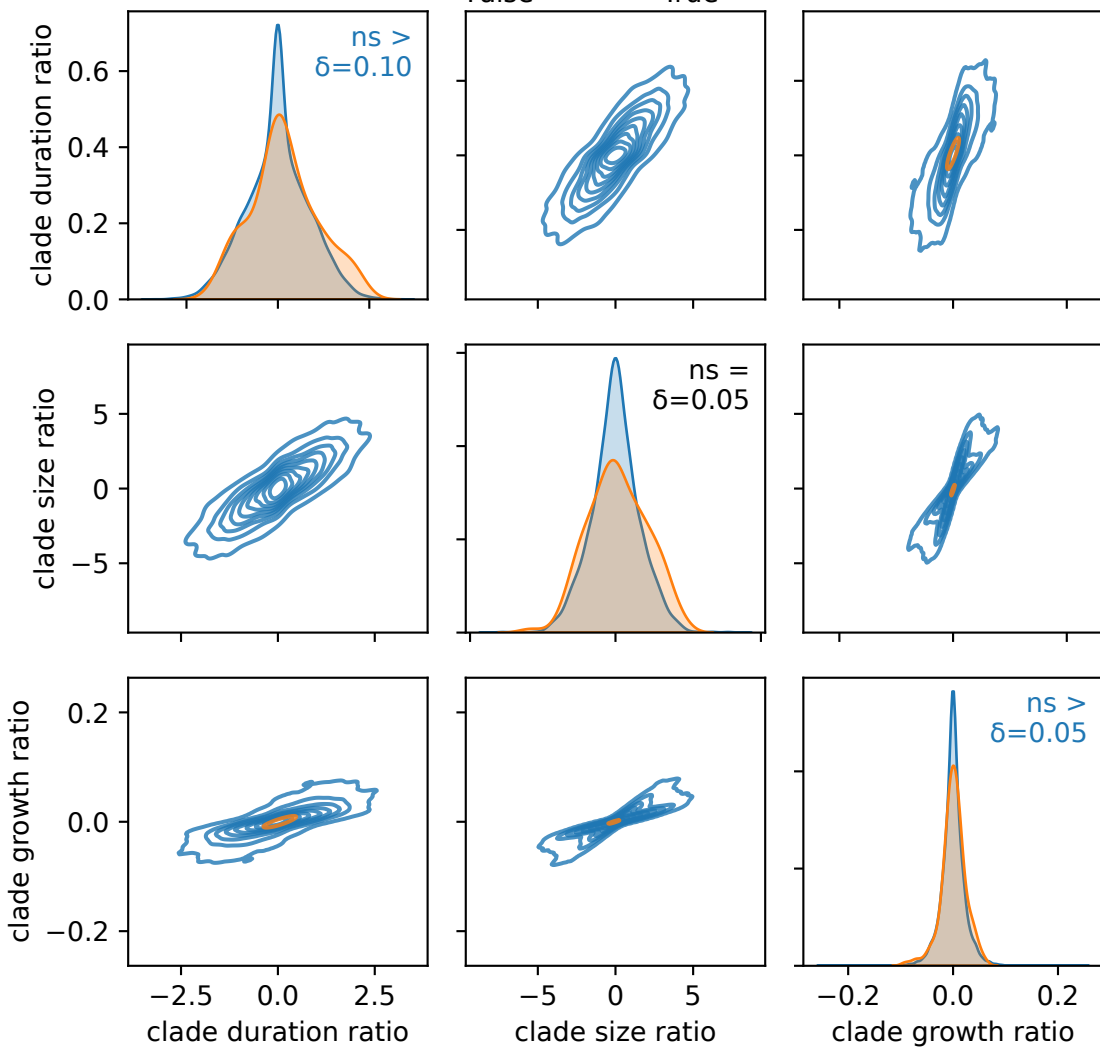 clade duration ratio
0.6
0.4
0.2
0.0
ns >
δ=0.10
clade size ratio
5
0
−5
ns =
δ=0.05
clade growth ratio
0.2
0.0
−0.2
ns >
δ=0.05
−2.5 0.0 2.5
−5 0 5
−0.2 0.0 0.2
clade duration ratio
clade size ratio
clade growth ratio